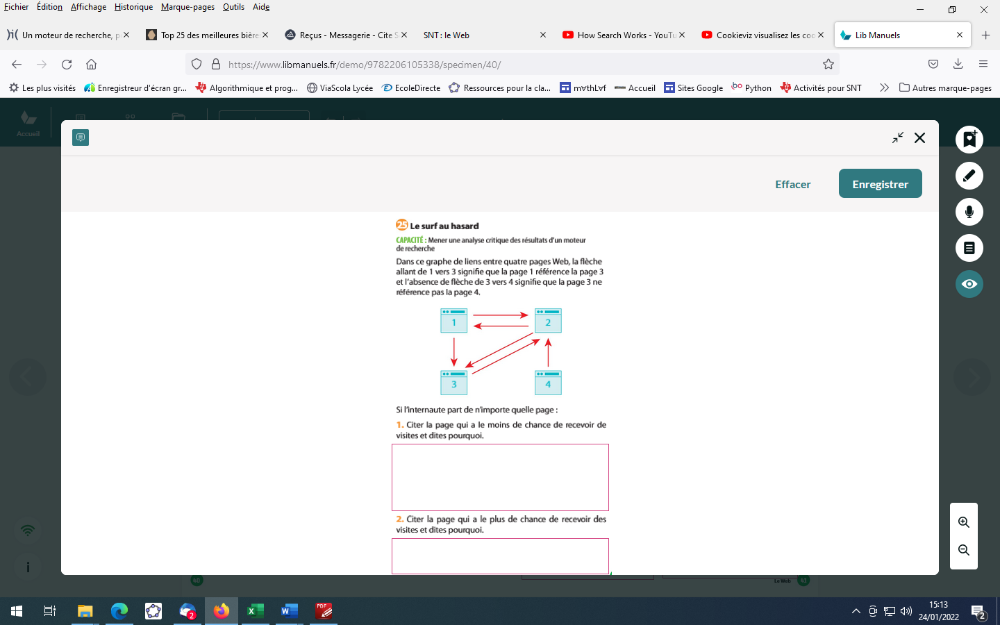 Fichier Édition Affichage Historique Marque-pages Outils Aide
Un moteur de recherche, p
Top 25 des meilleures bière
Reçus - Messagerie - Cite S
SNT : le Web
How Search Works - YouTu
Cookieviz visualisez les coo
Lib Manuels
https://www.libmanuels.fr/demo/9782206105338/specimen/40/
Les plus visités
Enregistreur d'écran gr...
Algorithmique et prog...
ViaScola Lycée
EcoleDirecte
Ressources pour la cla...
m∀thL∀f
Accueil
Sites Google
Python
Activités pour SNT
Autres marque-pages
Accueil
Effacer
Enregistrer
25 Le surf au hasard
CAPACITÉ : Mener une analyse critique des résultats d'un moteur
de recherche
Dans ce graphe de liens entre quatre pages Web, la flèche
allant de 1 vers 3 signifie que la page 1 référence la page 3
et l'absence de flèche de 3 vers 4 signifie que la page 3 ne
référence pas la page 4.
1
2
3
4
Si l'internaute part de n'importe quelle page :
1. Citer la page qui a le moins de chance de recevoir de
visites et dites pourquoi.
2. Citer la page qui a le plus de chance de recevoir des
visites et dites pourquoi.
40
Le Web 41
2
PDF
15:13
24/01/2022
2